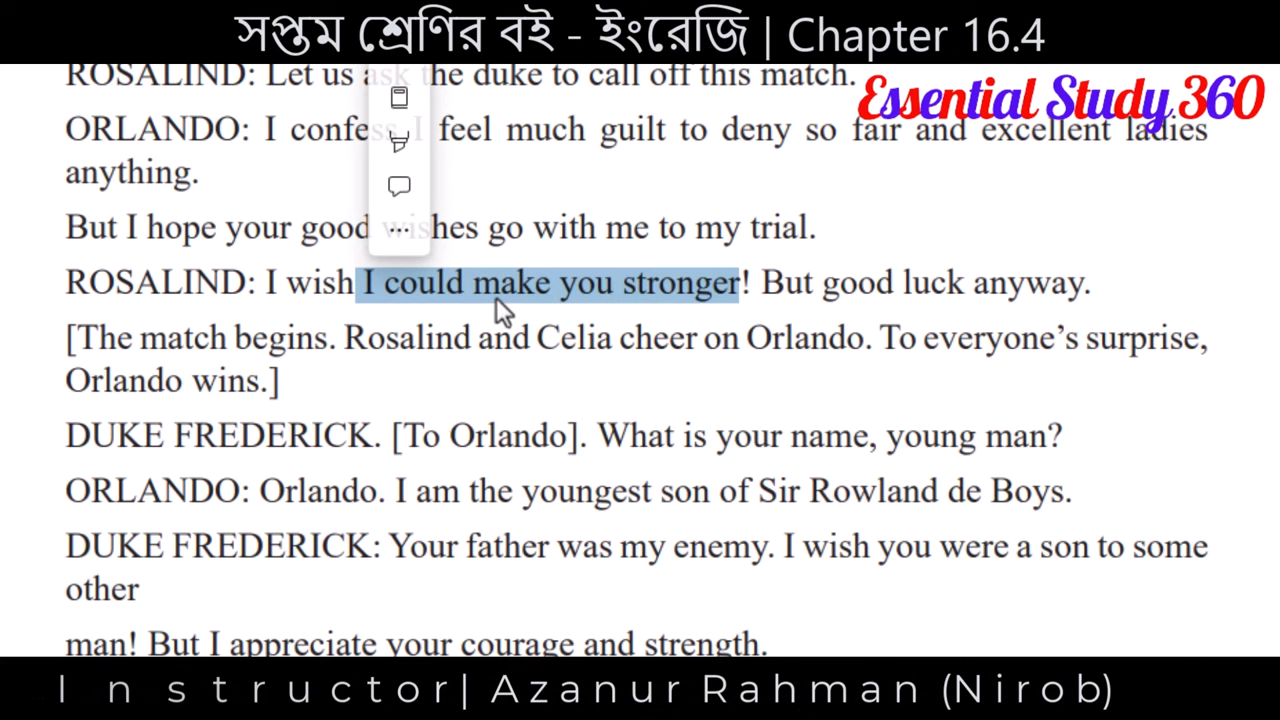 সপ্তম শ্রেণির বই - ইংরেজি | Chapter 16.4
ROSALIND: Let us ask the duke to call off this match.
Essential Study 360
ORLANDO: I confess I feel much guilt to deny so fair and excellent ladies
anything.
But I hope your good wishes go with me to my trial.
ROSALIND: I wish I could make you stronger! But good luck anyway.
[The match begins. Rosalind and Celia cheer on Orlando. To everyone’s surprise,
Orlando wins.]
DUKE FREDERICK. [To Orlando]. What is your name, young man?
ORLANDO: Orlando. I am the youngest son of Sir Rowland de Boys.
DUKE FREDERICK: Your father was my enemy. I wish you were a son to some
other
man! But I appreciate your courage and strength.
Instructor| Azanur Rahman (Nirob)